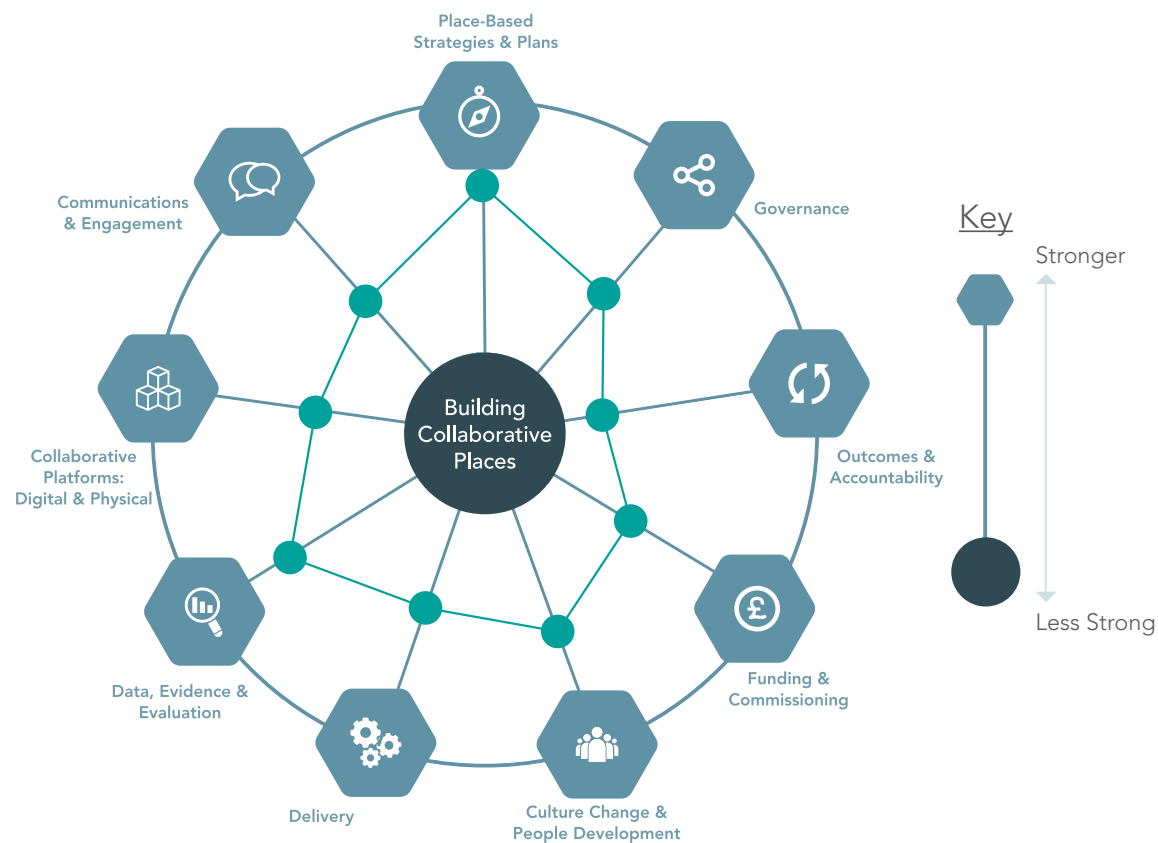 Place-Based
Strategies & Plans
Communications
& Engagement
Governance
Key
Stronger
Building
Collaborative
Places
Collaborative
Platforms:
Digital & Physical
Outcomes &
Accountability
£
Less Strong
Data, Evidence &
Evaluation
Funding &
Commissioning
Delivery
Culture Change &
People Development